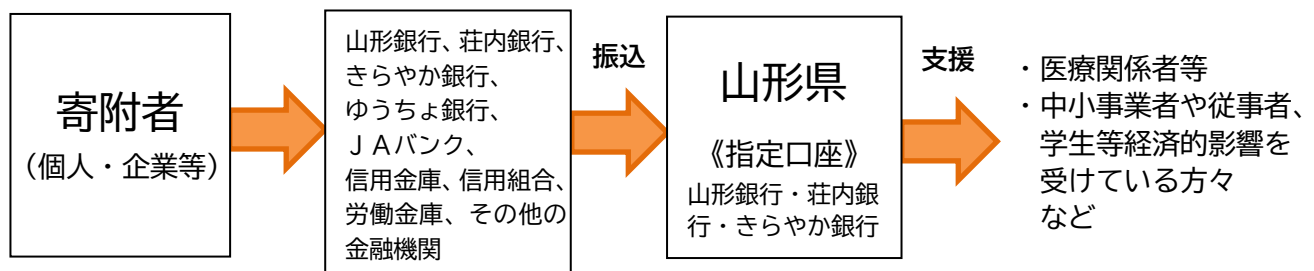 寄附者
（個人・企業等）
山形銀行、荘内銀行、
きらやか銀行、
ゆうちょ銀行、
ＪＡバンク、
信用金庫、信用組合、
労働金庫、その他の
金融機関
振込
山形県
《指定口座》
山形銀行・荘内銀
行・きらやか銀行
支援
・医療関係者等
・中小事業者や従事者、
学生等経済的影響を
受けている方々
など